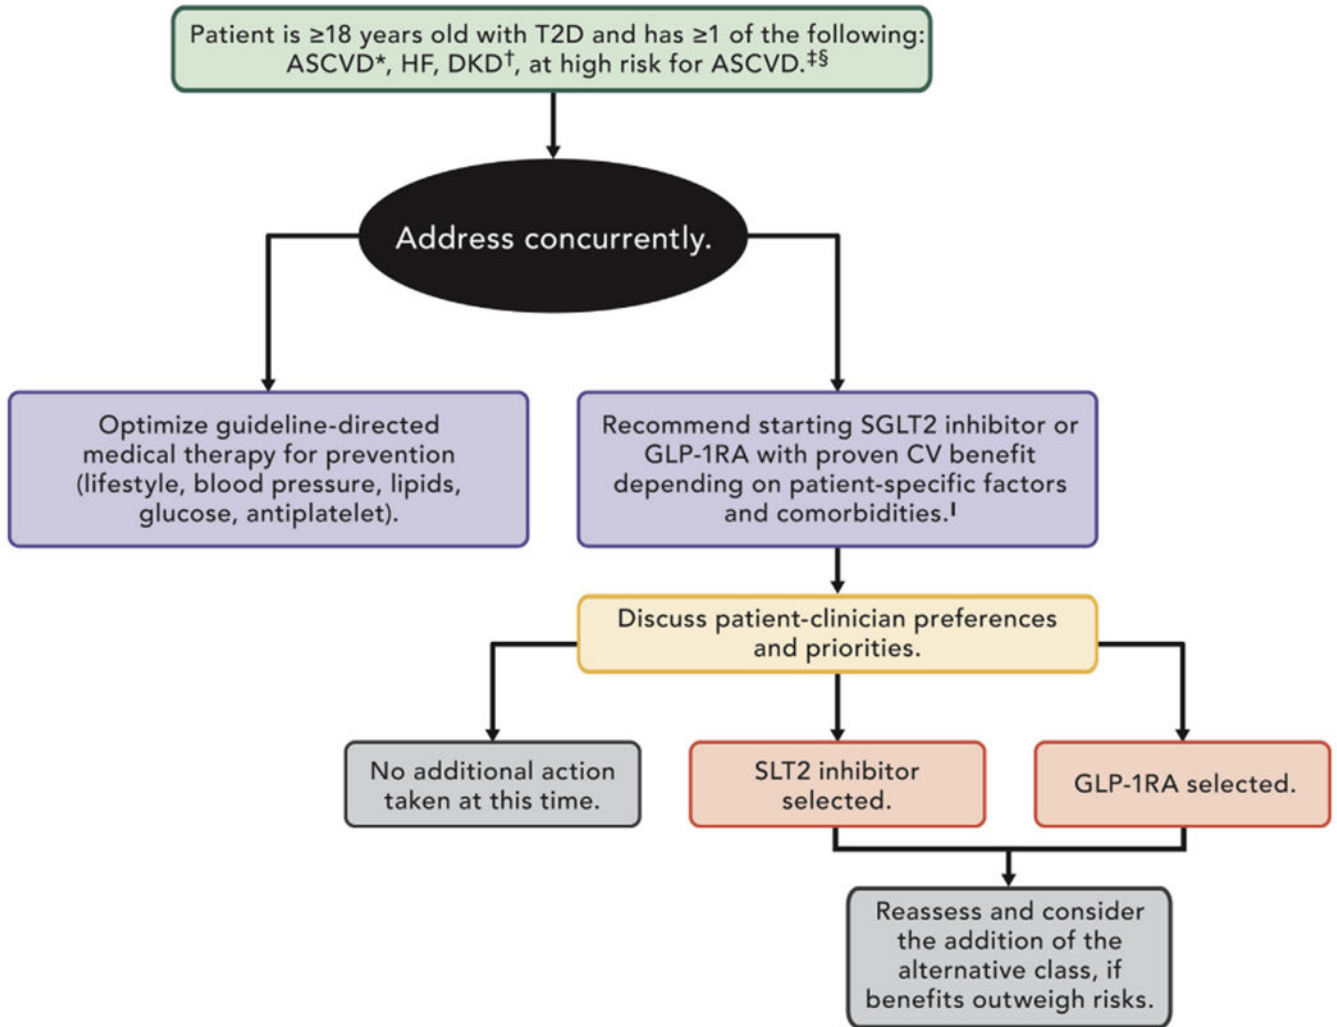 Patient is ≥18 years old with T2D and has ≥1 of the following:
ASCVD*, HF, DKD†, at high risk for ASCVD.‡§
Address concurrently.
Optimize guideline-directed
medical therapy for prevention
(lifestyle, blood pressure, lipids,
glucose, antiplatelet).
Recommend starting SGLT2 inhibitor or
GLP-1RA with proven CV benefit
depending on patient-specific factors
and comorbidities.ǀ
Discuss patient-clinician preferences
and priorities.
No additional action
taken at this time.
SLT2 inhibitor
selected.
GLP-1RA selected.
Reassess and consider
the addition of the
alternative class, if
benefits outweigh risks.